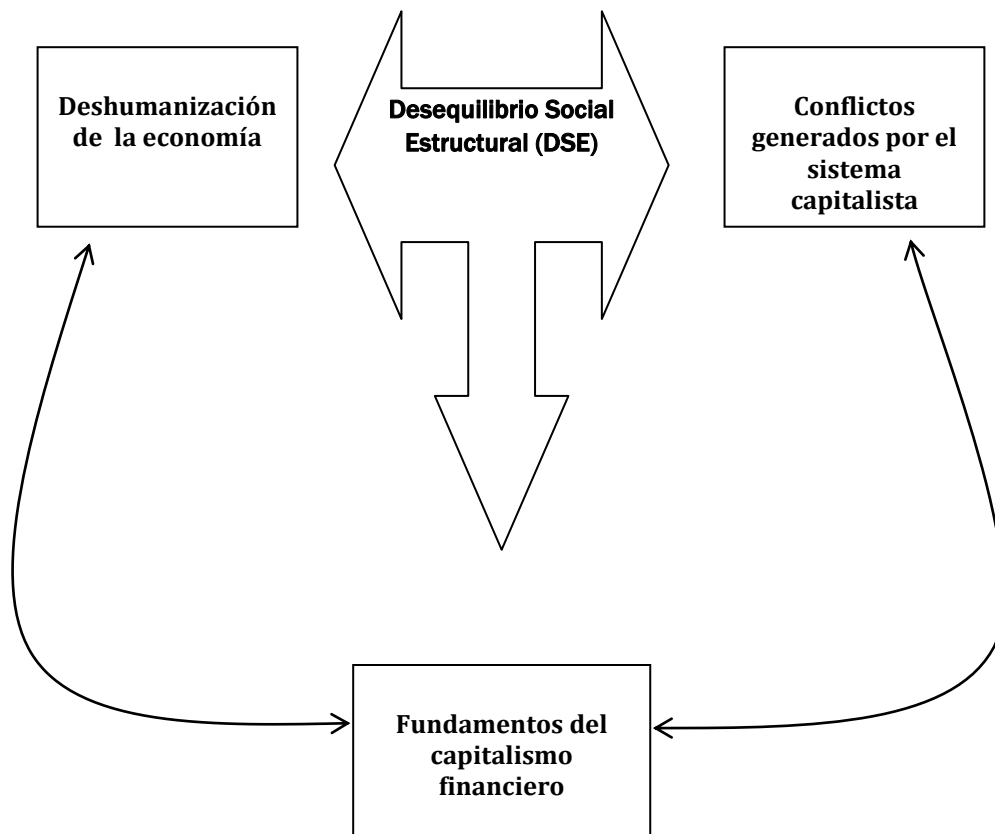 Deshumanización
de  la economía
Desequilibrio Social
Estructural (DSE)
Conflictos
generados por el
sistema
capitalista
Fundamentos del
capitalismo
financiero